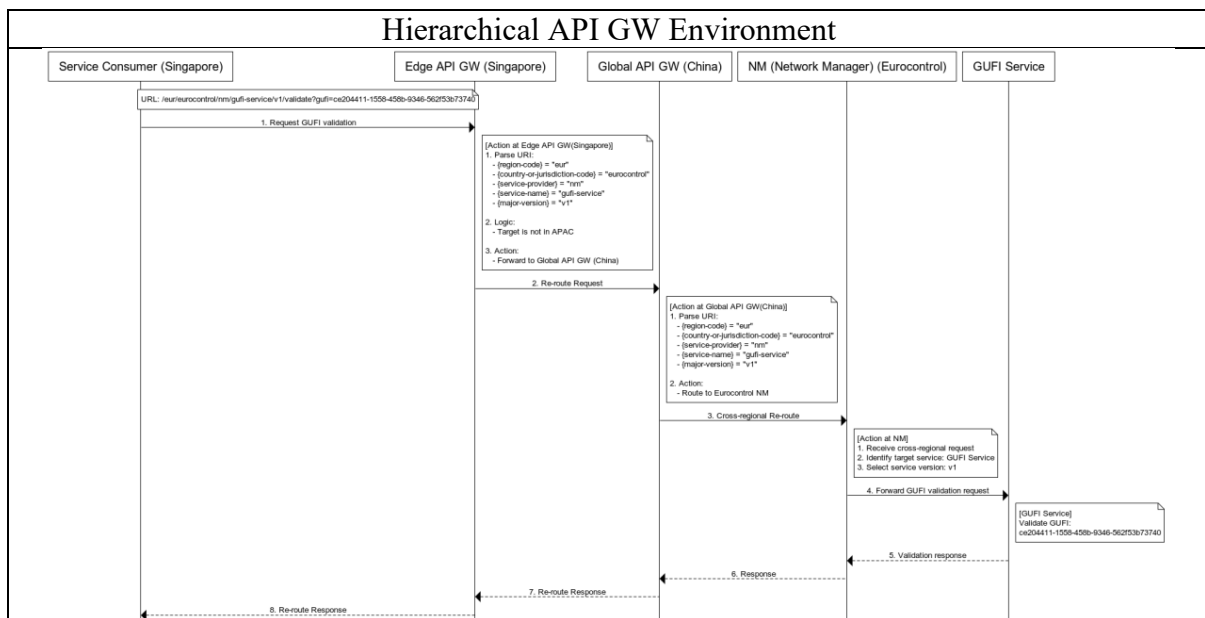 Hierarchical API GW Environment
Service Consumer (Singapore)
Edge API GW (Singapore)
Global API GW (China)
NM (Network Manager) (Eurocontrol)
GUFI Service
URL: /eur/eurocontrol/nm/gufi-service/v1/validate?gufi=ce204411-1558-458b-9346-562f53b73740
1. Request GUFI validation
[Action at Edge API GW(Singapore)]
1. Parse URI:
- {region-code} = "eur"
- {country-or-jurisdiction-code} = "eurocontrol"
- {service-provider} = "nm"
- {service-name} = "gufi-service"
- {major-version} = "v1"
2. Logic:
- Target is not in APAC
3. Action:
- Forward to Global API GW (China)
2. Re-route Request
[Action at Global API GW(China)]
1. Parse URI:
- {region-code} = "eur"
- {country-or-jurisdiction-code} = "eurocontrol"
- {service-provider} = "nm"
- {service-name} = "gufi-service"
- {major-version} = "v1"
2. Action:
- Route to Eurocontrol NM
3. Cross-regional Re-route
[Action at NM]
1. Receive cross-regional request
2. Identify target service: GUFI Service
3. Select service version: v1
4. Forward GUFI validation request
[GUFI Service]
Validate GUFI:
ce204411-1558-458b-9346-562f53b73740
5. Validation response
6. Response
7. Re-route Response
8. Re-route Response